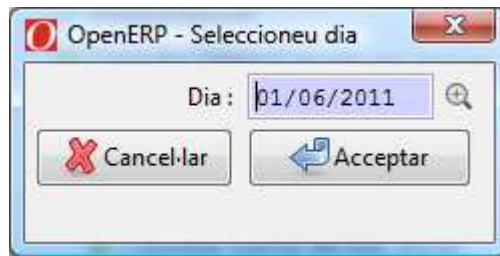 OpenERP - Seleccioneu dia
Dia : 01/06/2011
Cancel·lar Acceptar